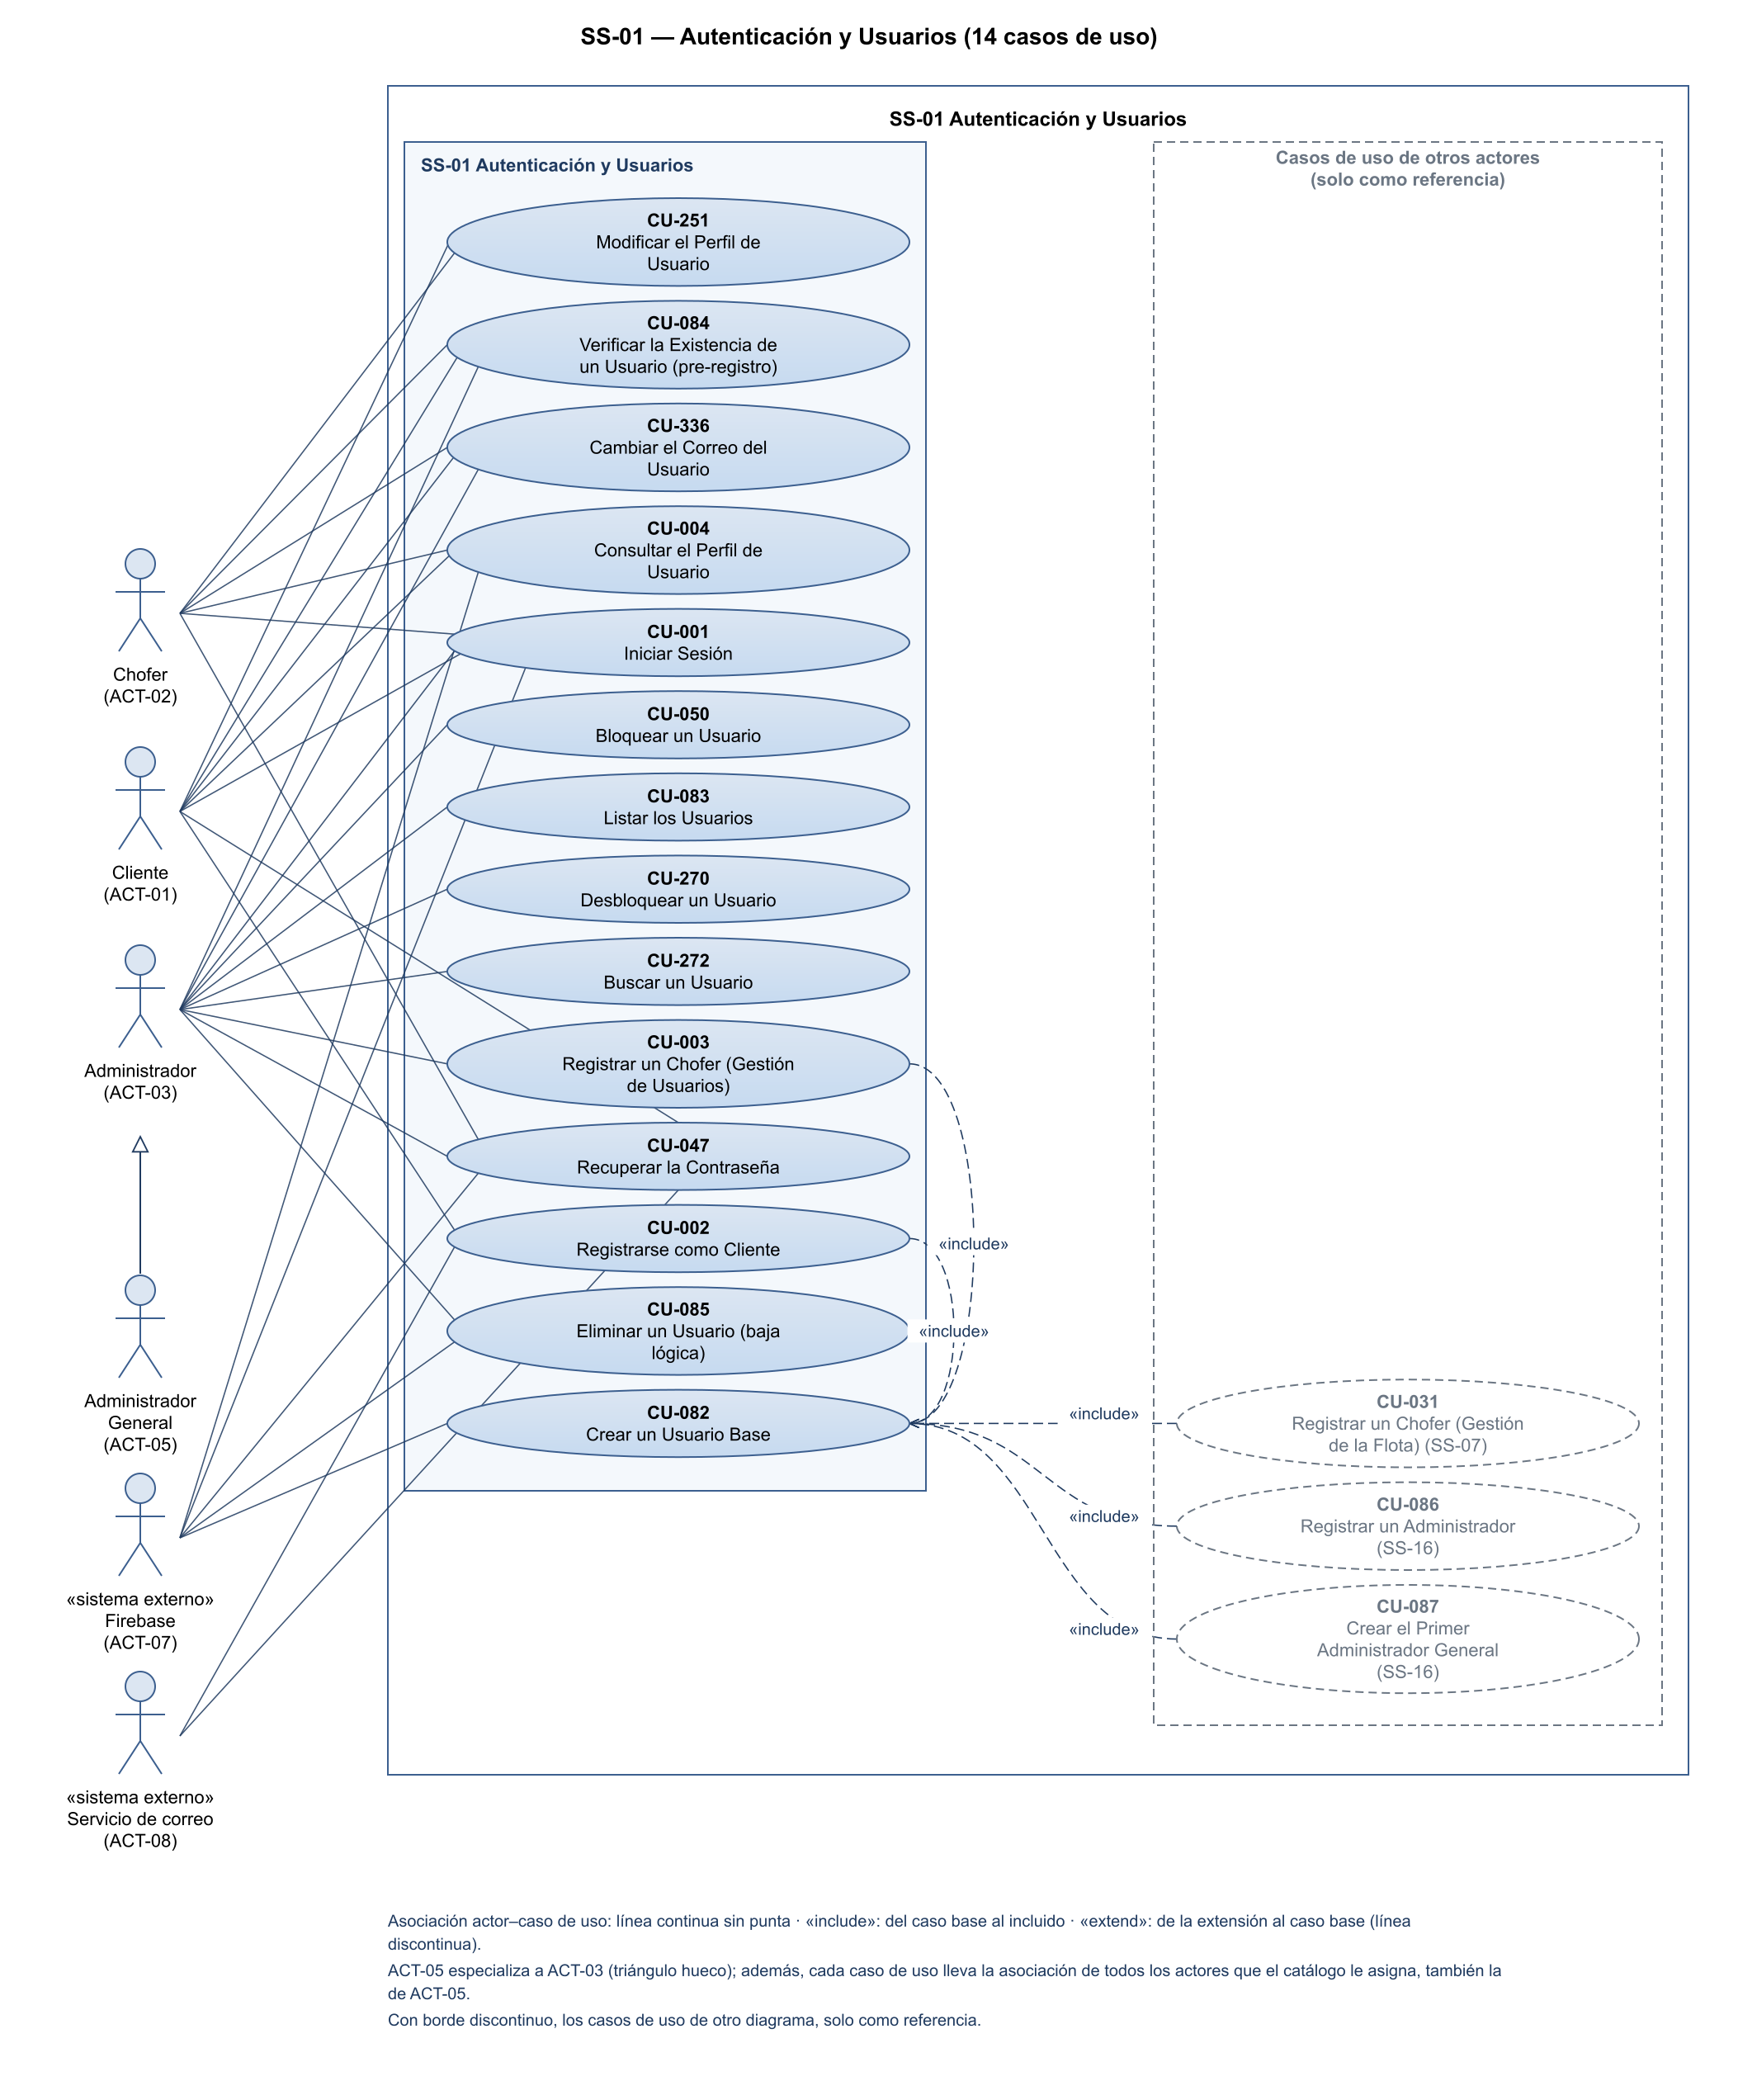 SS-01 — Autenticación y Usuarios (14 casos de uso)
SS-01 Autenticación y Usuarios
SS-01 Autenticación y Usuarios
Casos de uso de otros actores
(solo como referencia)
CU-251
Modificar el Perfil de
Usuario
CU-084
Verificar la Existencia de
un Usuario (pre-registro)
CU-336
Cambiar el Correo del
Usuario
CU-004
Consultar el Perfil de
Usuario
CU-001
Iniciar Sesión
CU-050
Bloquear un Usuario
CU-083
Listar los Usuarios
CU-270
Desbloquear un Usuario
CU-272
Buscar un Usuario
CU-003
Registrar un Chofer (Gestión
de Usuarios)
CU-047
Recuperar la Contraseña
CU-002
Registrarse como Cliente
CU-085
Eliminar un Usuario (baja
lógica)
CU-082
Crear un Usuario Base
Chofer
(ACT-02)
Cliente
(ACT-01)
Administrador
(ACT-03)
Administrador
General
(ACT-05)
«sistema externo»
Firebase
(ACT-07)
«sistema externo»
Servicio de correo
(ACT-08)
«include»
«include»
«include»
«include»
«include»
CU-031
Registrar un Chofer (Gestión
de la Flota) (SS-07)
CU-086
Registrar un Administrador
(SS-16)
CU-087
Crear el Primer
Administrador General
(SS-16)
Asociación actor–caso de uso: línea continua sin punta · «include»: del caso base al incluido · «extend»: de la extensión al caso base (línea
discontinua).
ACT-05 especializa a ACT-03 (triángulo hueco); además, cada caso de uso lleva la asociación de todos los actores que el catálogo le asigna, también la
de ACT-05.
Con borde discontinuo, los casos de uso de otro diagrama, solo como referencia.